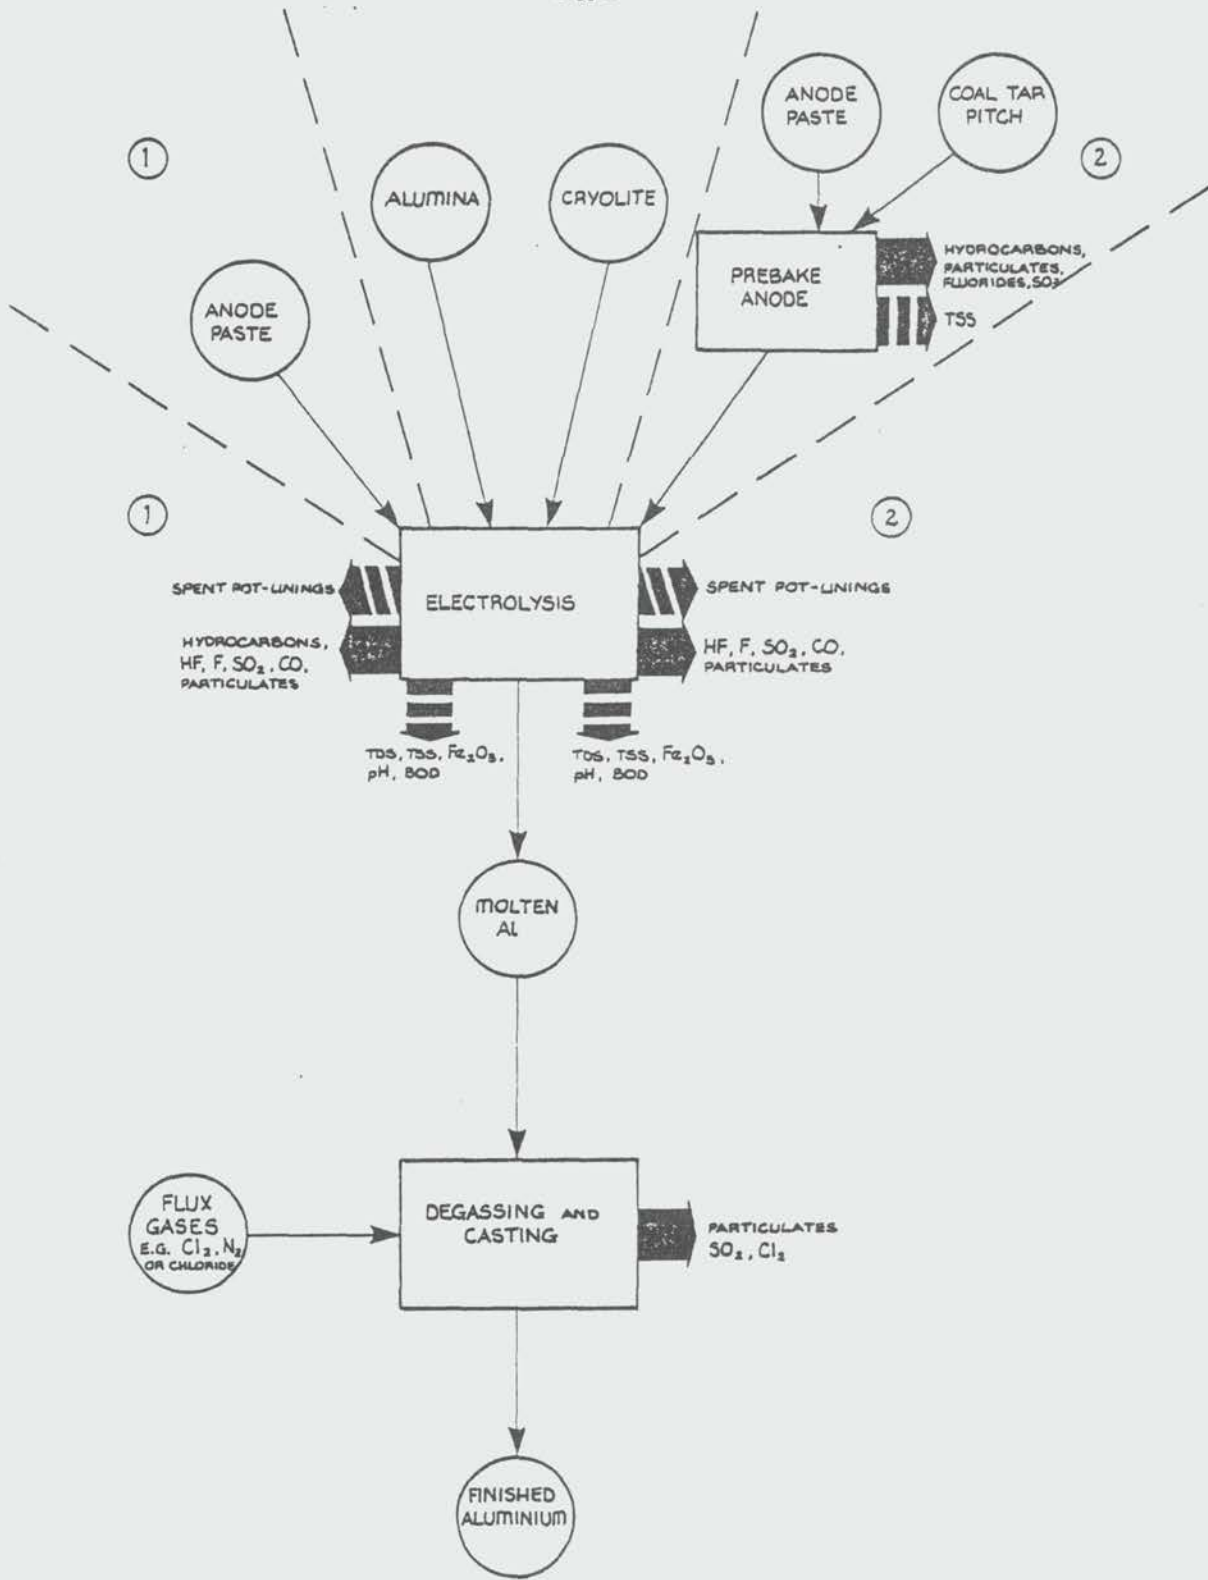 ANODE
PASTE
COAL TAR
PITCH
1
2
ALUMINA
CRYOLITE
PREBAKE
ANODE
HYDROCARBONS,
PARTICULATES,
FLUORIDES, SO₂
TSS
ANODE
PASTE
1
2
SPENT POT-LININGS
ELECTROLYSIS
SPENT POT-LININGS
HYDROCARBONS,
HF, F, SO₂, CO,
PARTICULATES
HF, F, SO₂, CO,
PARTICULATES
TDS, TSS, Fe₂O₃,
pH, BOD
TDS, TSS, Fe₂O₃,
pH, BOD
MOLTEN
Al
FLUX
GASES
E.G. Cl₂, N₂
OR CHLORIDE
DEGASSING AND
CASTING
PARTICULATES
SO₂, Cl₂
FINISHED
ALUMINIUM